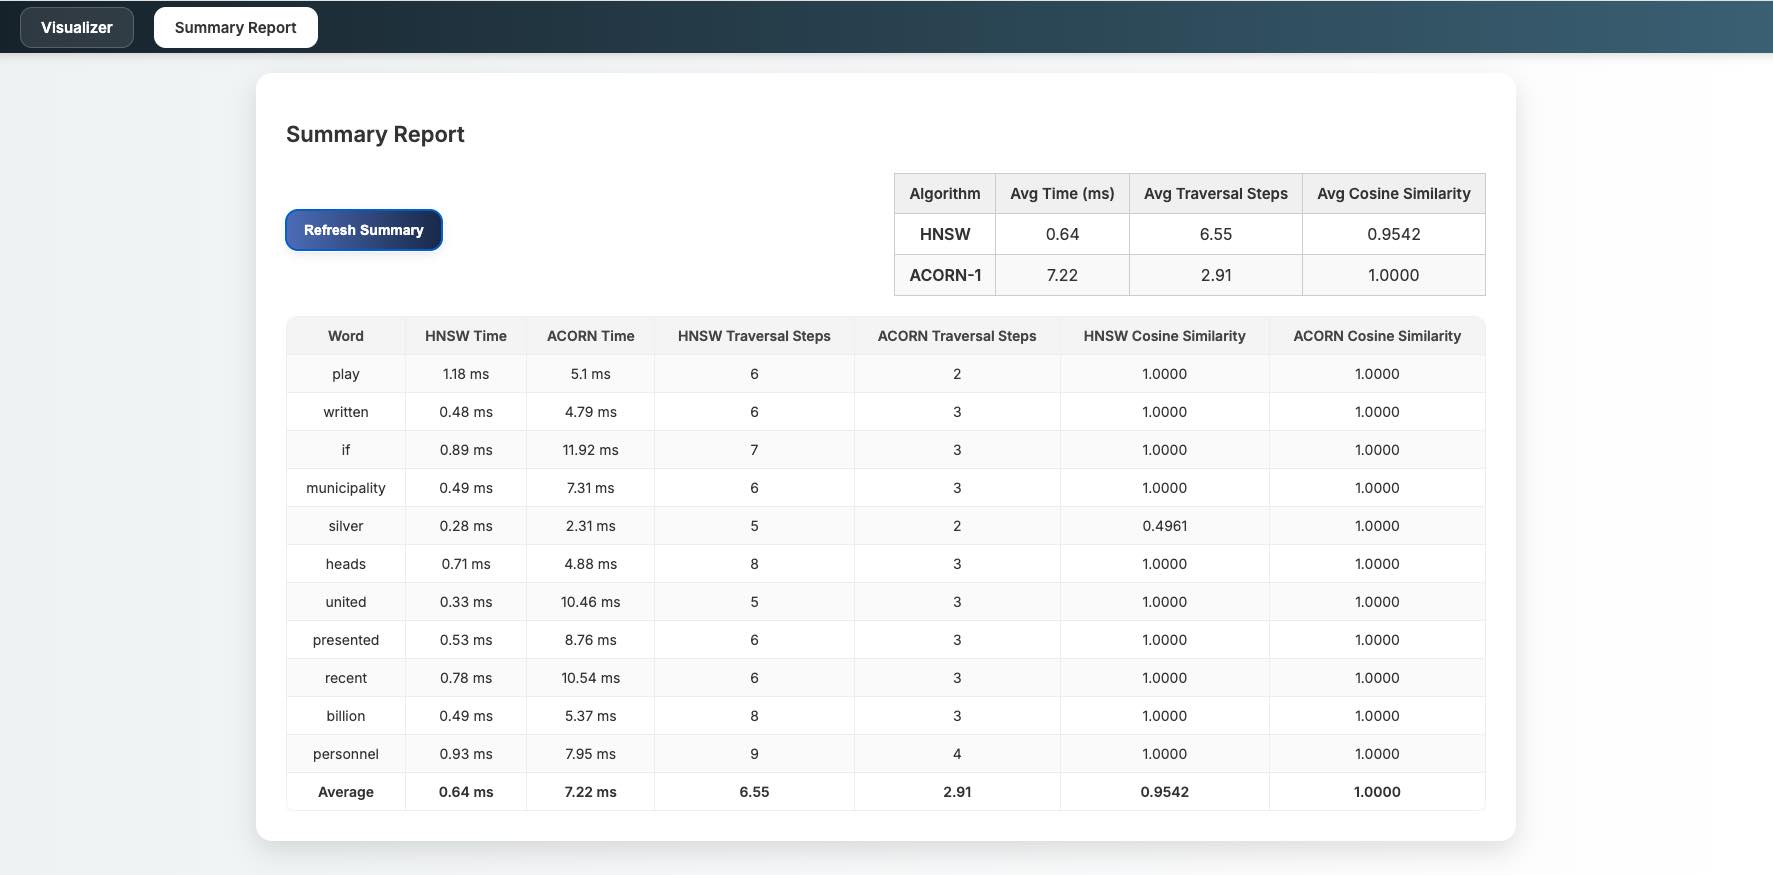 Visualizer Summary Report
Summary Report
Refresh Summary
Algorithm Avg Time (ms) Avg Traversal Steps Avg Cosine Similarity
HNSW 0.64 6.55 0.9542
ACORN-1 7.22 2.91 1.0000
Word HNSW Time ACORN Time HNSW Traversal Steps ACORN Traversal Steps HNSW Cosine Similarity ACORN Cosine Similarity
play 1.18 ms 5.1 ms 6 2 1.0000 1.0000
written 0.48 ms 4.79 ms 6 3 1.0000 1.0000
if 0.89 ms 11.92 ms 7 3 1.0000 1.0000
municipality 0.49 ms 7.31 ms 6 3 1.0000 1.0000
silver 0.28 ms 2.31 ms 5 2 0.4961 1.0000
heads 0.71 ms 4.88 ms 8 3 1.0000 1.0000
united 0.33 ms 10.46 ms 5 3 1.0000 1.0000
presented 0.53 ms 8.76 ms 6 3 1.0000 1.0000
recent 0.78 ms 10.54 ms 6 3 1.0000 1.0000
billion 0.49 ms 5.37 ms 8 3 1.0000 1.0000
personnel 0.93 ms 7.95 ms 9 4 1.0000 1.0000
Average 0.64 ms 7.22 ms 6.55 2.91 0.9542 1.0000